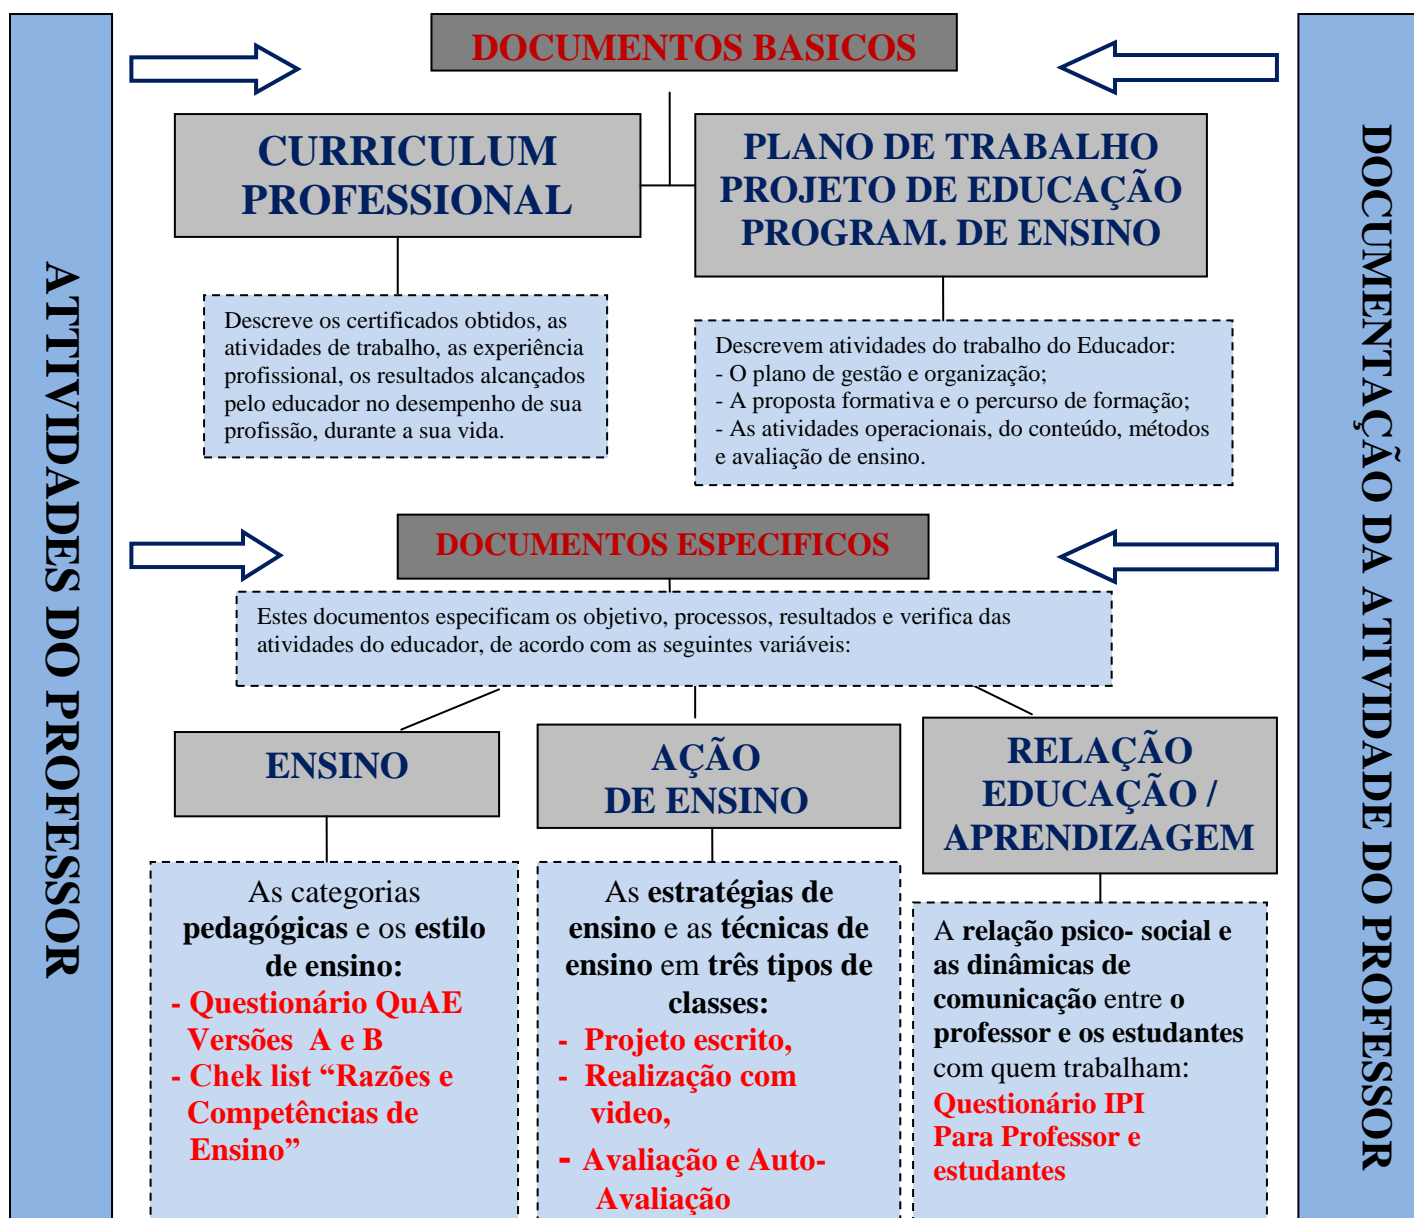 ATTIVIDADES DO PROFESSOR
DOCUMENTOS BASICOS
CURRICULUM
PROFESSIONAL
PLANO DE TRABALHO
PROJETO DE EDUCAÇÃO
PROGRAM. DE ENSINO
Descreve os certificados obtidos, as
atividades de trabalho, as experiência
profissional, os resultados alcançados
pelo educador no desempenho de sua
profissão, durante a sua vida.
Descrevem atividades do trabalho do Educador:
- O plano de gestão e organização;
- A proposta formativa e o percurso de formação;
- As atividades operacionais, do conteúdo, métodos
e avaliação de ensino.
DOCUMENTOS ESPECIFICOS
Estes documentos especificam os objetivo, processos, resultados e verifica das
atividades do educador, de acordo com as seguintes variáveis:
ENSINO
AÇÃO
DE ENSINO
RELAÇÃO
EDUCAÇÃO /
APRENDIZAGEM
As categorias
pedagógicas e os estilo
de ensino:
- Questionário QuAE
Versões A e B
- Chek list “Razões e
Competências de
Ensino”
As estratégias de
ensino e as técnicas de
ensino em três tipos de
classes:
- Projeto escrito,
- Realização com
video,
- Avaliação e Auto-
Avaliação
A relação psico- social e
as dinâmicas de
comunicação entre o
professor e os estudantes
com quem trabalham:
Questionário IPI
Para Professor e
estudantes
DOCUMENTAÇÃO DA ATIVIDADE DO PROFESSOR